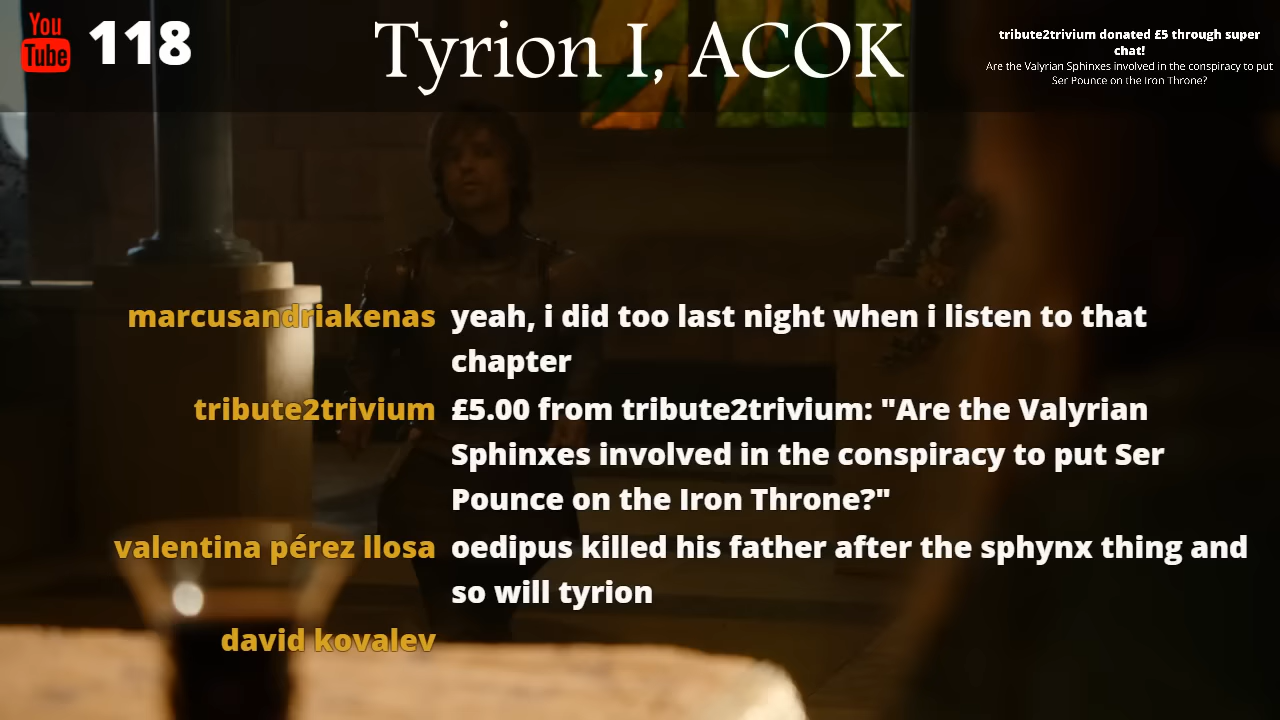 You
Tube
118
Tyrion I, ACOK
tribute2trivium donated £5 through super
chat!
Are the Valyrian Sphinxes involved in the conspiracy to put
Ser Pounce on the Iron Throne?
marcusandriakenas yeah, i did too last night when i listen to that
chapter
tribute2trivium £5.00 from tribute2trivium: "Are the Valyrian
Sphinxes involved in the conspiracy to put Ser
Pounce on the Iron Throne?"
valentina pérez llosa oedipus killed his father after the sphynx thing and
so will tyrion
david kovalev